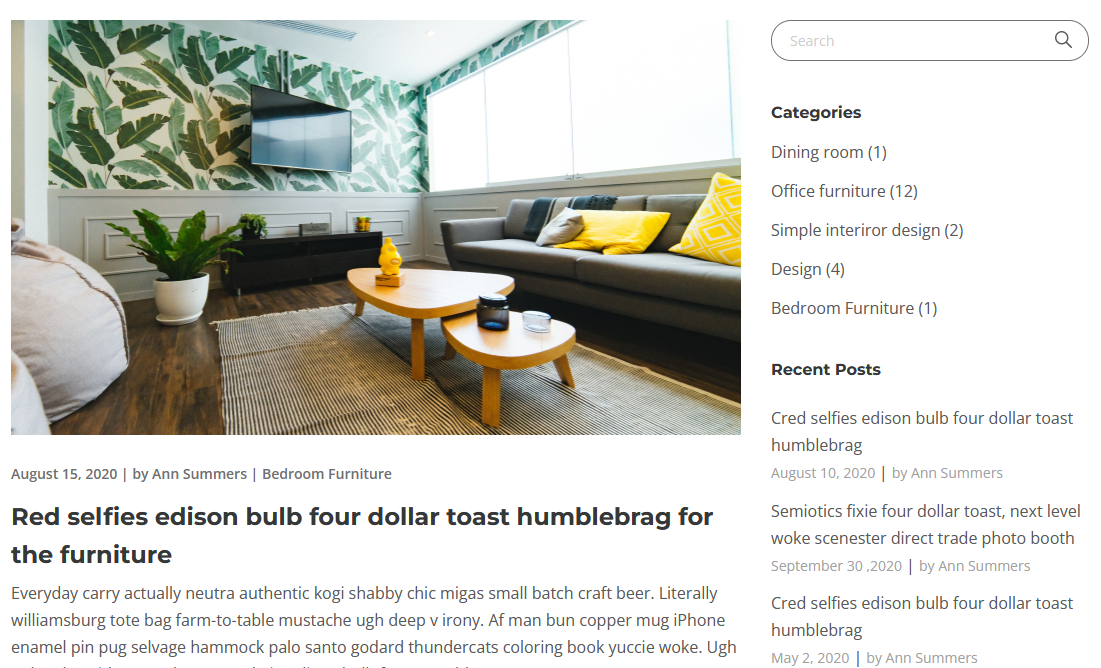 August 15, 2020 | by Ann Summers | Bedroom Furniture
Red selfies edison bulb four dollar toast humblebrag for
the furniture
Everyday carry actually neutra authentic kogi shabby chic migas small batch craft beer. Literally
williamsburg tote bag farm-to-table mustache ugh deep v irony. Af man bun copper mug iPhone
enamel pin pug selvage hammock palo santo godard thundercats coloring book yuccie woke. Ugh
Search
Categories
Dining room (1)
Office furniture (12)
Simple interiror design (2)
Design (4)
Bedroom Furniture (1)
Recent Posts
Cred selfies edison bulb four dollar toast
humblebrag
August 10, 2020 | by Ann Summers
Semiotics fixie four dollar toast, next level
woke scenester direct trade photo booth
September 30 ,2020 | by Ann Summers
Cred selfies edison bulb four dollar toast
humblebrag
May 2, 2020 | by Ann Summers